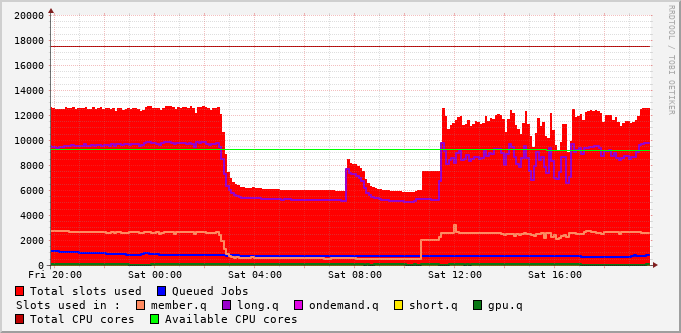 20000
18000
16000
14000
12000
10000
8000
6000
4000
2000
0
Fri 20:00 Sat 00:00 Sat 04:00 Sat 08:00 Sat 12:00 Sat 16:00
Total slots used Queued Jobs
Slots used in : member.q long.q ondemand.q short.q gpu.q
Total CPU cores Available CPU cores
RRDTOOL / TOBI OETIKER